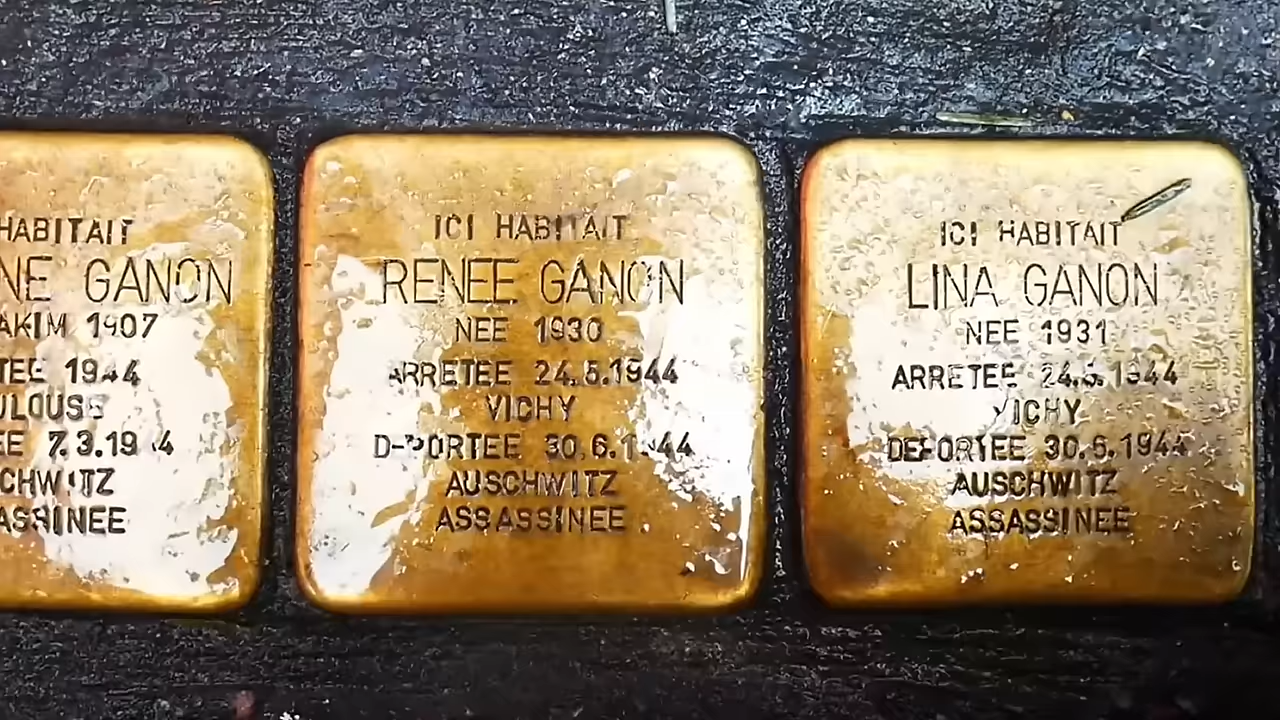 HABITAIT
NE GANON
AKIM 1907
TEE 1944
ULOUSE
EE 7.3.1944
CHWITZ
ASSINEE
ICI HABITAIT
RENEE GANON
NEE 1930
ARRETEE 24.5.1944
VICHY
DEPORTEE 30.6.1944
AUSCHWITZ
ASSASSINEE
ICI HABITAIT
LINA GANON
NEE 1931
ARRETEE 24.5.1944
VICHY
DEPORTEE 30.6.1944
AUSCHWITZ
ASSASSINEE